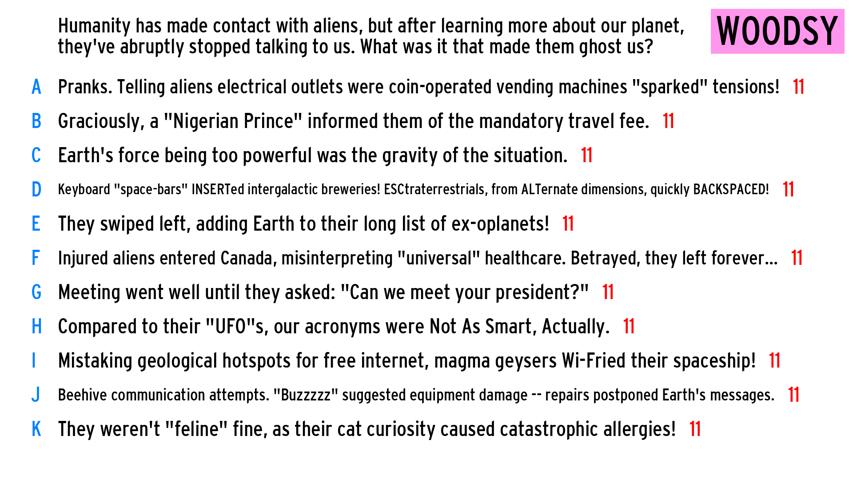 Humanity has made contact with aliens, but after learning more about our planet,
they've abruptly stopped talking to us. What was it that made them ghost us?
WOODSY
A Pranks. Telling aliens electrical outlets were coin-operated vending machines "sparked" tensions! 11
B Graciously, a "Nigerian Prince" informed them of the mandatory travel fee. 11
C Earth's force being too powerful was the gravity of the situation. 11
D Keyboard "space-bars" INSERTed intergalactic breweries! ESCtraterrestrials, from ALTernate dimensions, quickly BACKSPACED! 11
E They swiped left, adding Earth to their long list of ex-oplanets! 11
F Injured aliens entered Canada, misinterpreting "universal" healthcare. Betrayed, they left forever... 11
G Meeting went well until they asked: "Can we meet your president?" 11
H Compared to their "UFO"s, our acronyms were Not As Smart, Actually. 11
I Mistaking geological hotspots for free internet, magma geysers Wi-Fried their spaceship! 11
J Beehive communication attempts. "Buzzzzz" suggested equipment damage -- repairs postponed Earth's messages. 11
K They weren't "feline" fine, as their cat curiosity caused catastrophic allergies! 11